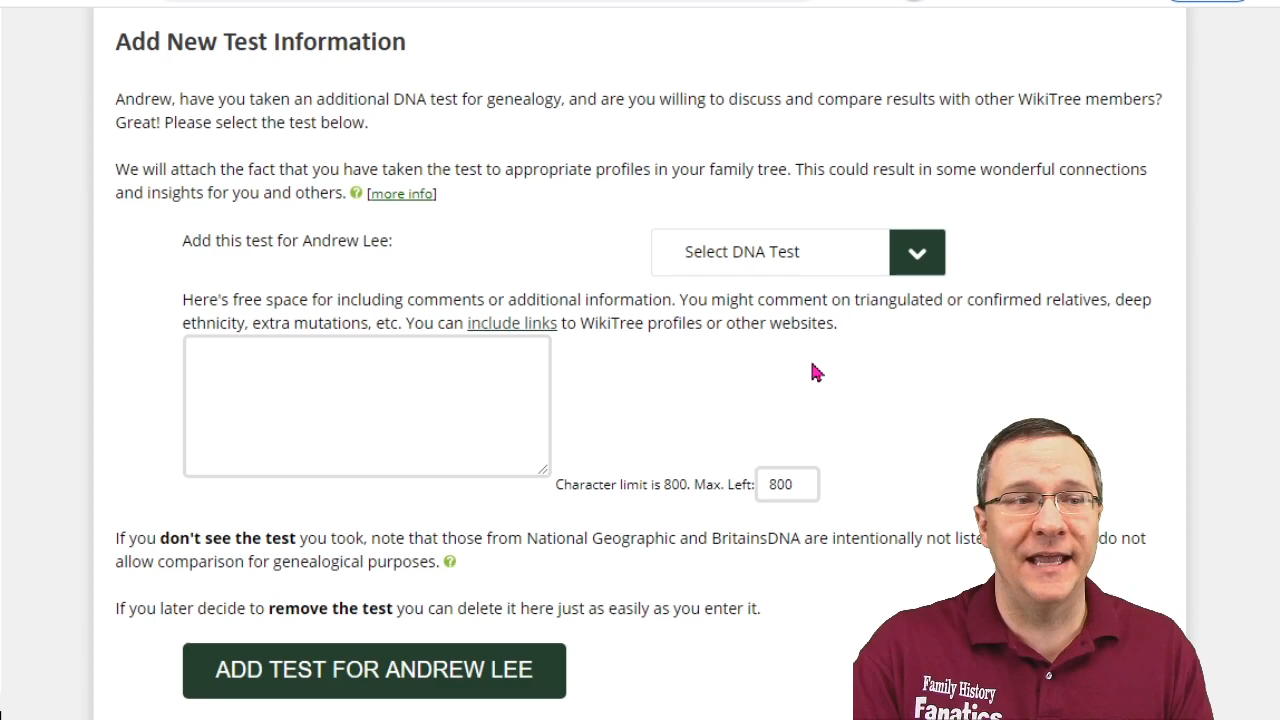 Add New Test Information
Andrew, have you taken an additional DNA test for genealogy, and are you willing to discuss and compare results with other WikiTree members?
Great! Please select the test below.
We will attach the fact that you have taken the test to appropriate profiles in your family tree. This could result in some wonderful connections
and insights for you and others. ? [more info]
Add this test for Andrew Lee:
Select DNA Test
Here's free space for including comments or additional information. You might comment on triangulated or confirmed relatives, deep
ethnicity, extra mutations, etc. You can include links to WikiTree profiles or other websites.
Character limit is 800. Max. Left: 800
If you don't see the test you took, note that those from National Geographic and BritainsDNA are intentionally not do not
allow comparison for genealogical purposes. ?
If you later decide to remove the test you can delete it here just as easily as you enter it.
ADD TEST FOR ANDREW LEE
Family History
Fanatics